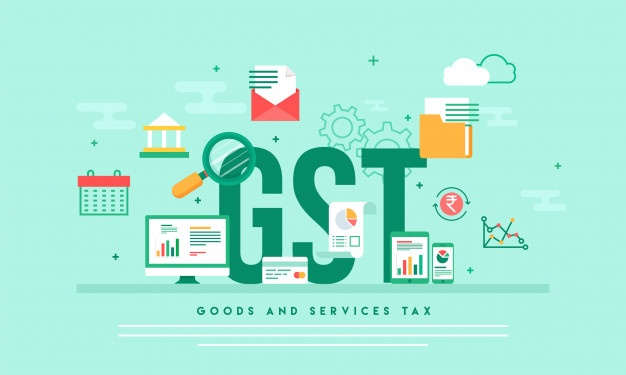 GST
₹
GOODS AND SERVICES TAX